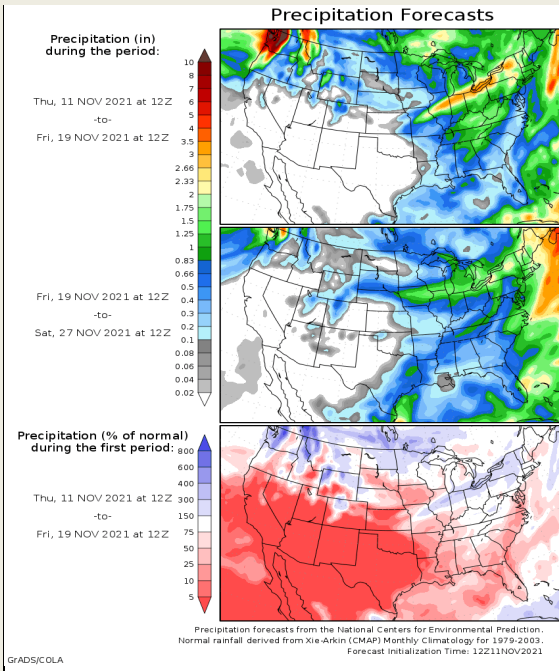 Precipitation Forecasts
Precipitation (in)
during the period:
Thu, 11 NOV 2021 at 12Z
-to-
Fri, 19 NOV 2021 at 12Z
10
8
7
6
5
4
3.5
3
2.66
2.33
2
1.75
1.5
1.25
1
0.83
0.66
0.5
0.4
0.3
0.2
0.1
0.08
0.06
0.04
0.02
Fri, 19 NOV 2021 at 12Z
-to-
Sat, 27 NOV 2021 at 12Z
Precipitation (% of normal)
during the first period:
Thu, 11 NOV 2021 at 12Z
-to-
Fri, 19 NOV 2021 at 12Z
800
600
400
300
150
75
50
25
10
5
Precipitation forecasts from the National Centers for Environmental Prediction.
Normal rainfall derived from Xie-Arkin (CMAP) Monthly Climatology for 1979-2003.
Forecast Initialization Time: 12Z11NOV2021
GrADS/COLA